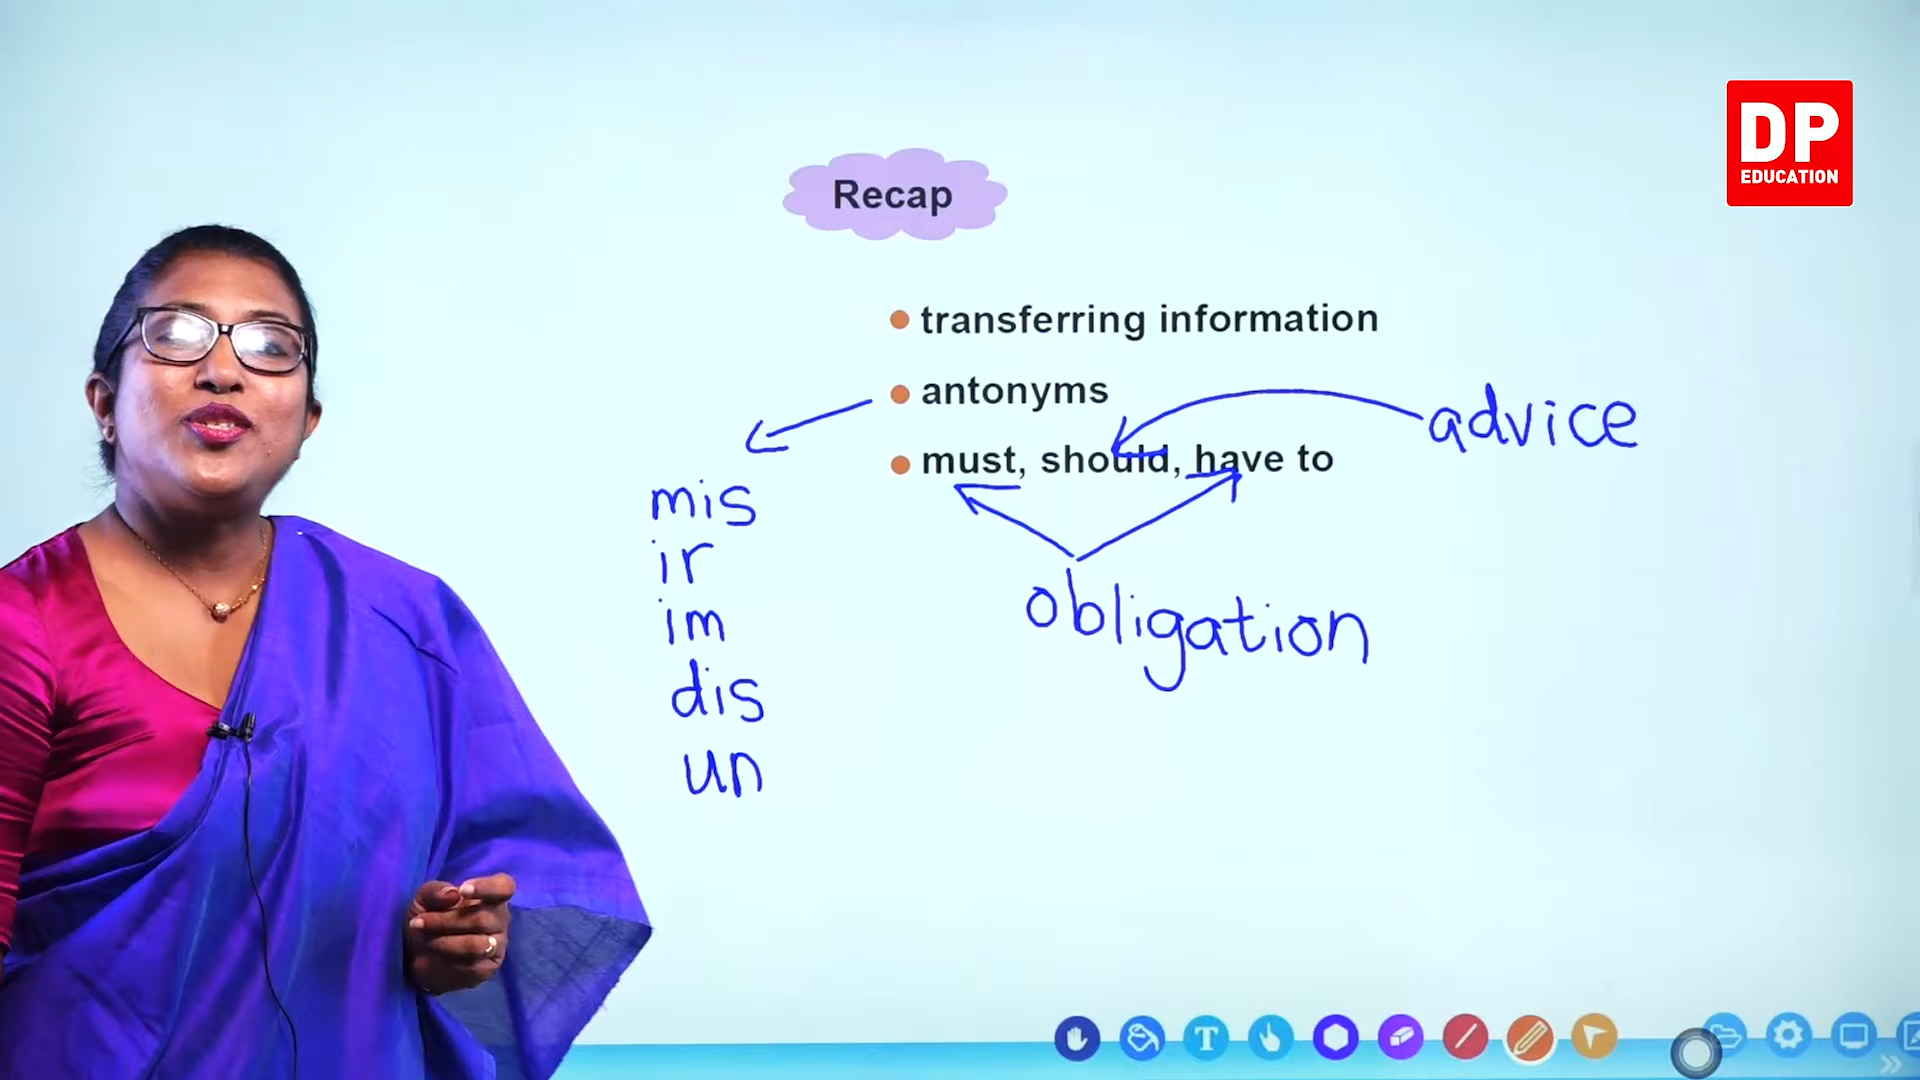 DP
EDUCATION
Recap
transferring information
antonyms
advice
must, should, have to
mis
ir
im
dis
un
obligation